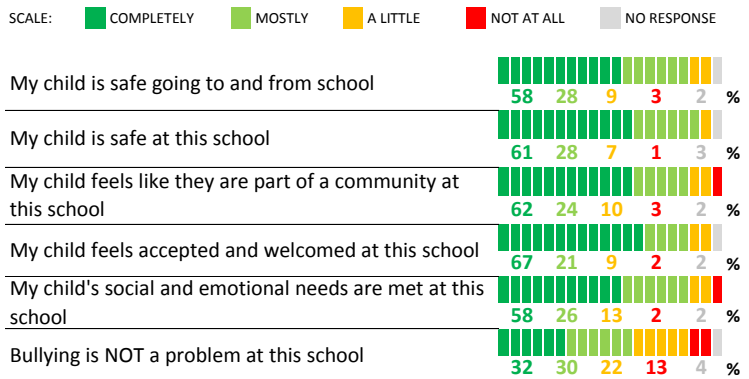 SCALE: COMPLETELY MOSTLY A LITTLE NOT AT ALL NO RESPONSE
My child is safe going to and from school
58 28 9 3 2 %
My child is safe at this school
61 28 7 1 3 %
My child feels like they are part of a community at
this school
62 24 10 3 2 %
My child feels accepted and welcomed at this school
67 21 9 2 2 %
My child's social and emotional needs are met at this
school
58 26 13 2 2 %
Bullying is NOT a problem at this school
32 30 22 13 4 %